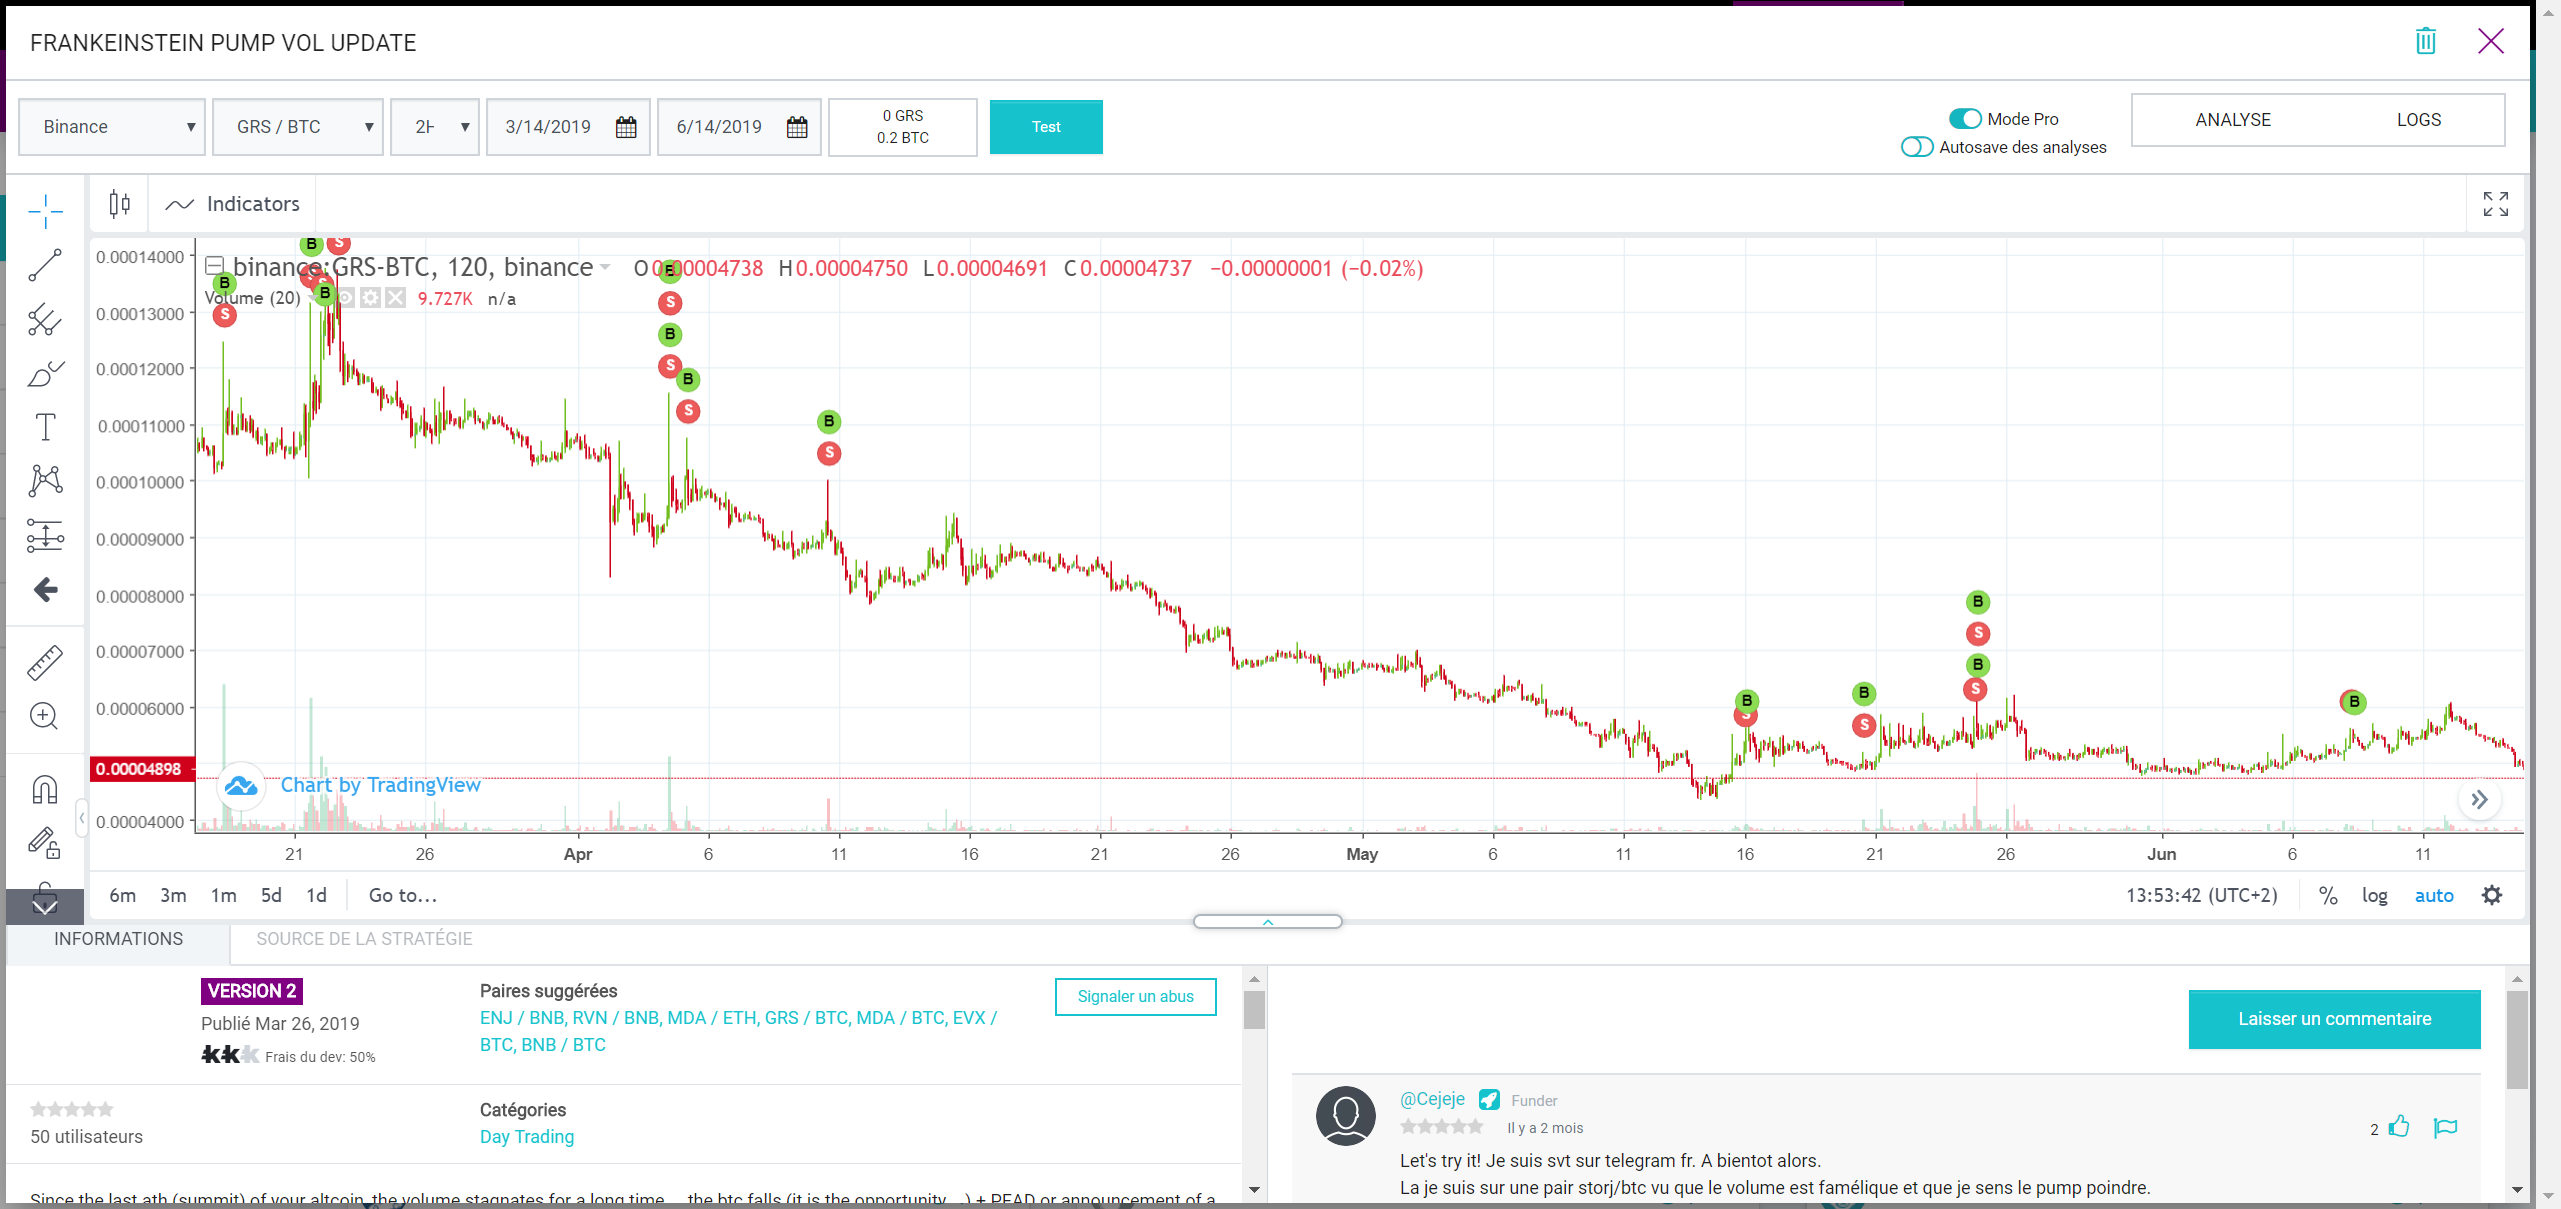 FRANKEINSTEIN PUMP VOL UPDATE
Binance ▼ GRS / BTC ▼ 2H ▼ 3/14/2019 6/14/2019 0 GRS
0.2 BTC
Test
Mode Pro
Autosave des analyses
ANALYSE LOGS
Indicators
binance:GRS-BTC, 120, binance O0.00004738 H0.00004750 L0.00004691 C0.00004737 −0.00000001 (−0.02%)
Volume (20) 9.727K n/a
0.00014000
0.00013000
0.00012000
0.00011000
0.00010000
0.00009000
0.00008000
0.00007000
0.00006000
0.00004898
0.00004000
B S
B S
B
B
S
B
S
B
S
B
S
B
S
B
S
B
S
B
S
B
S
B
Chart by TradingView
21 26 Apr 6 11 16 21 26 May 6 11 16 21 26 Jun 6 11
6m 3m 1m 5d 1d Go to... 13:53:42 (UTC+2) % log auto
INFORMATIONS SOURCE DE LA STRATÉGIE
VERSION 2
Publié Mar 26, 2019
Frais du dev: 50%
Paires suggérées
ENJ / BNB, RVN / BNB, MDA / ETH, GRS / BTC, MDA / BTC, EVX /
BTC, BNB / BTC
Signaler un abus
50 utilisateurs
Catégories
Day Trading
Since the last ath (summit) of your altcoin, the volume stagnates for a long time ... the btc falls (it is the opportunity ...) + PEAD or announcement of a
Laisser un commentaire
@Cejeje Funder
Il y a 2 mois
2
Let's try it! Je suis svt sur telegram fr. A bientot alors.
La je suis sur une pair storj/btc vu que le volume est famélique et que je sens le pump poindre.